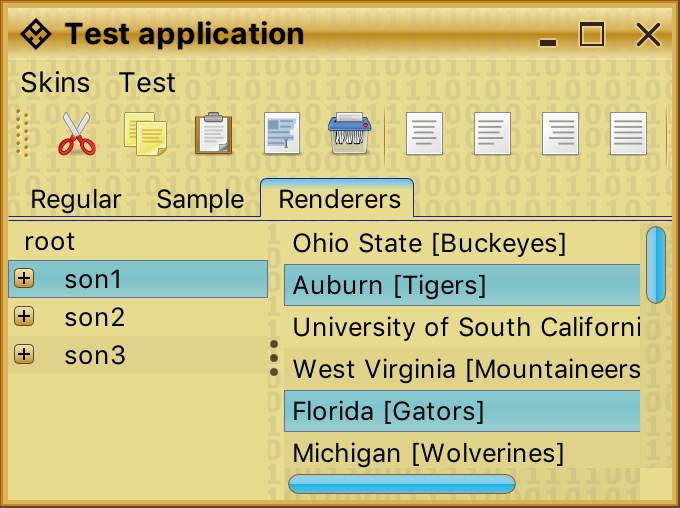 Test application
Skins Test
Regular Sample Renderers
root
son1
son2
son3
Ohio State [Buckeyes]
Auburn [Tigers]
University of South Californi
West Virginia [Mountaineers
Florida [Gators]
Michigan [Wolverines]